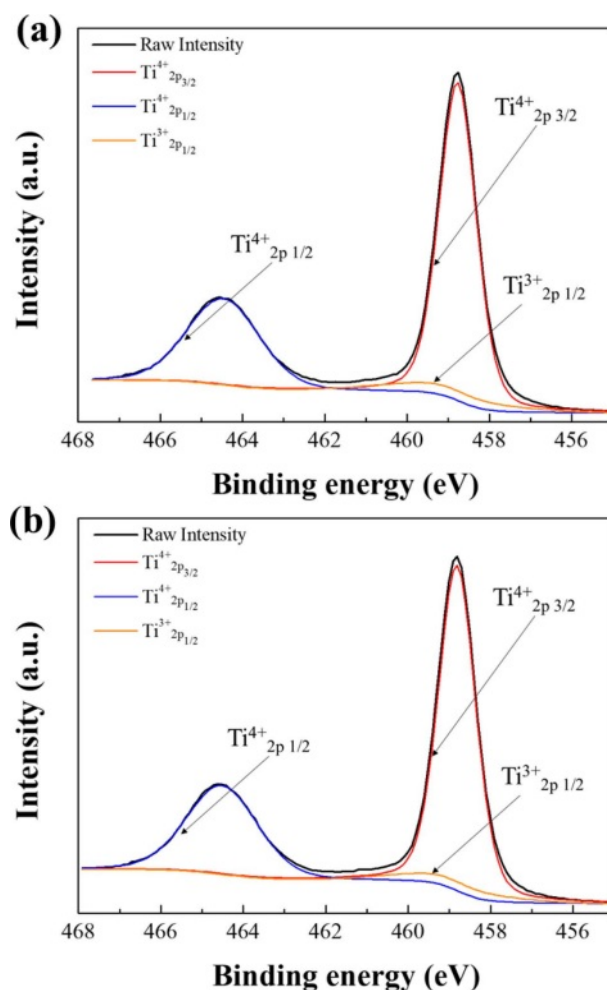 (a)
Raw Intensity
Ti⁴⁺₂p₃/₂
Ti⁴⁺₂p₁/₂
Ti³⁺₂p₁/₂
Ti⁴⁺₂p ₃/₂
Ti⁴⁺₂p ₁/₂
Ti³⁺₂p ₁/₂
Intensity (a.u.)
468 466 464 462 460 458 456
Binding energy (eV)
(b)
Raw Intensity
Ti⁴⁺₂p₃/₂
Ti⁴⁺₂p₁/₂
Ti³⁺₂p₁/₂
Ti⁴⁺₂p ₃/₂
Ti⁴⁺₂p ₁/₂
Ti³⁺₂p ₁/₂
Intensity (a.u.)
468 466 464 462 460 458 456
Binding energy (eV)